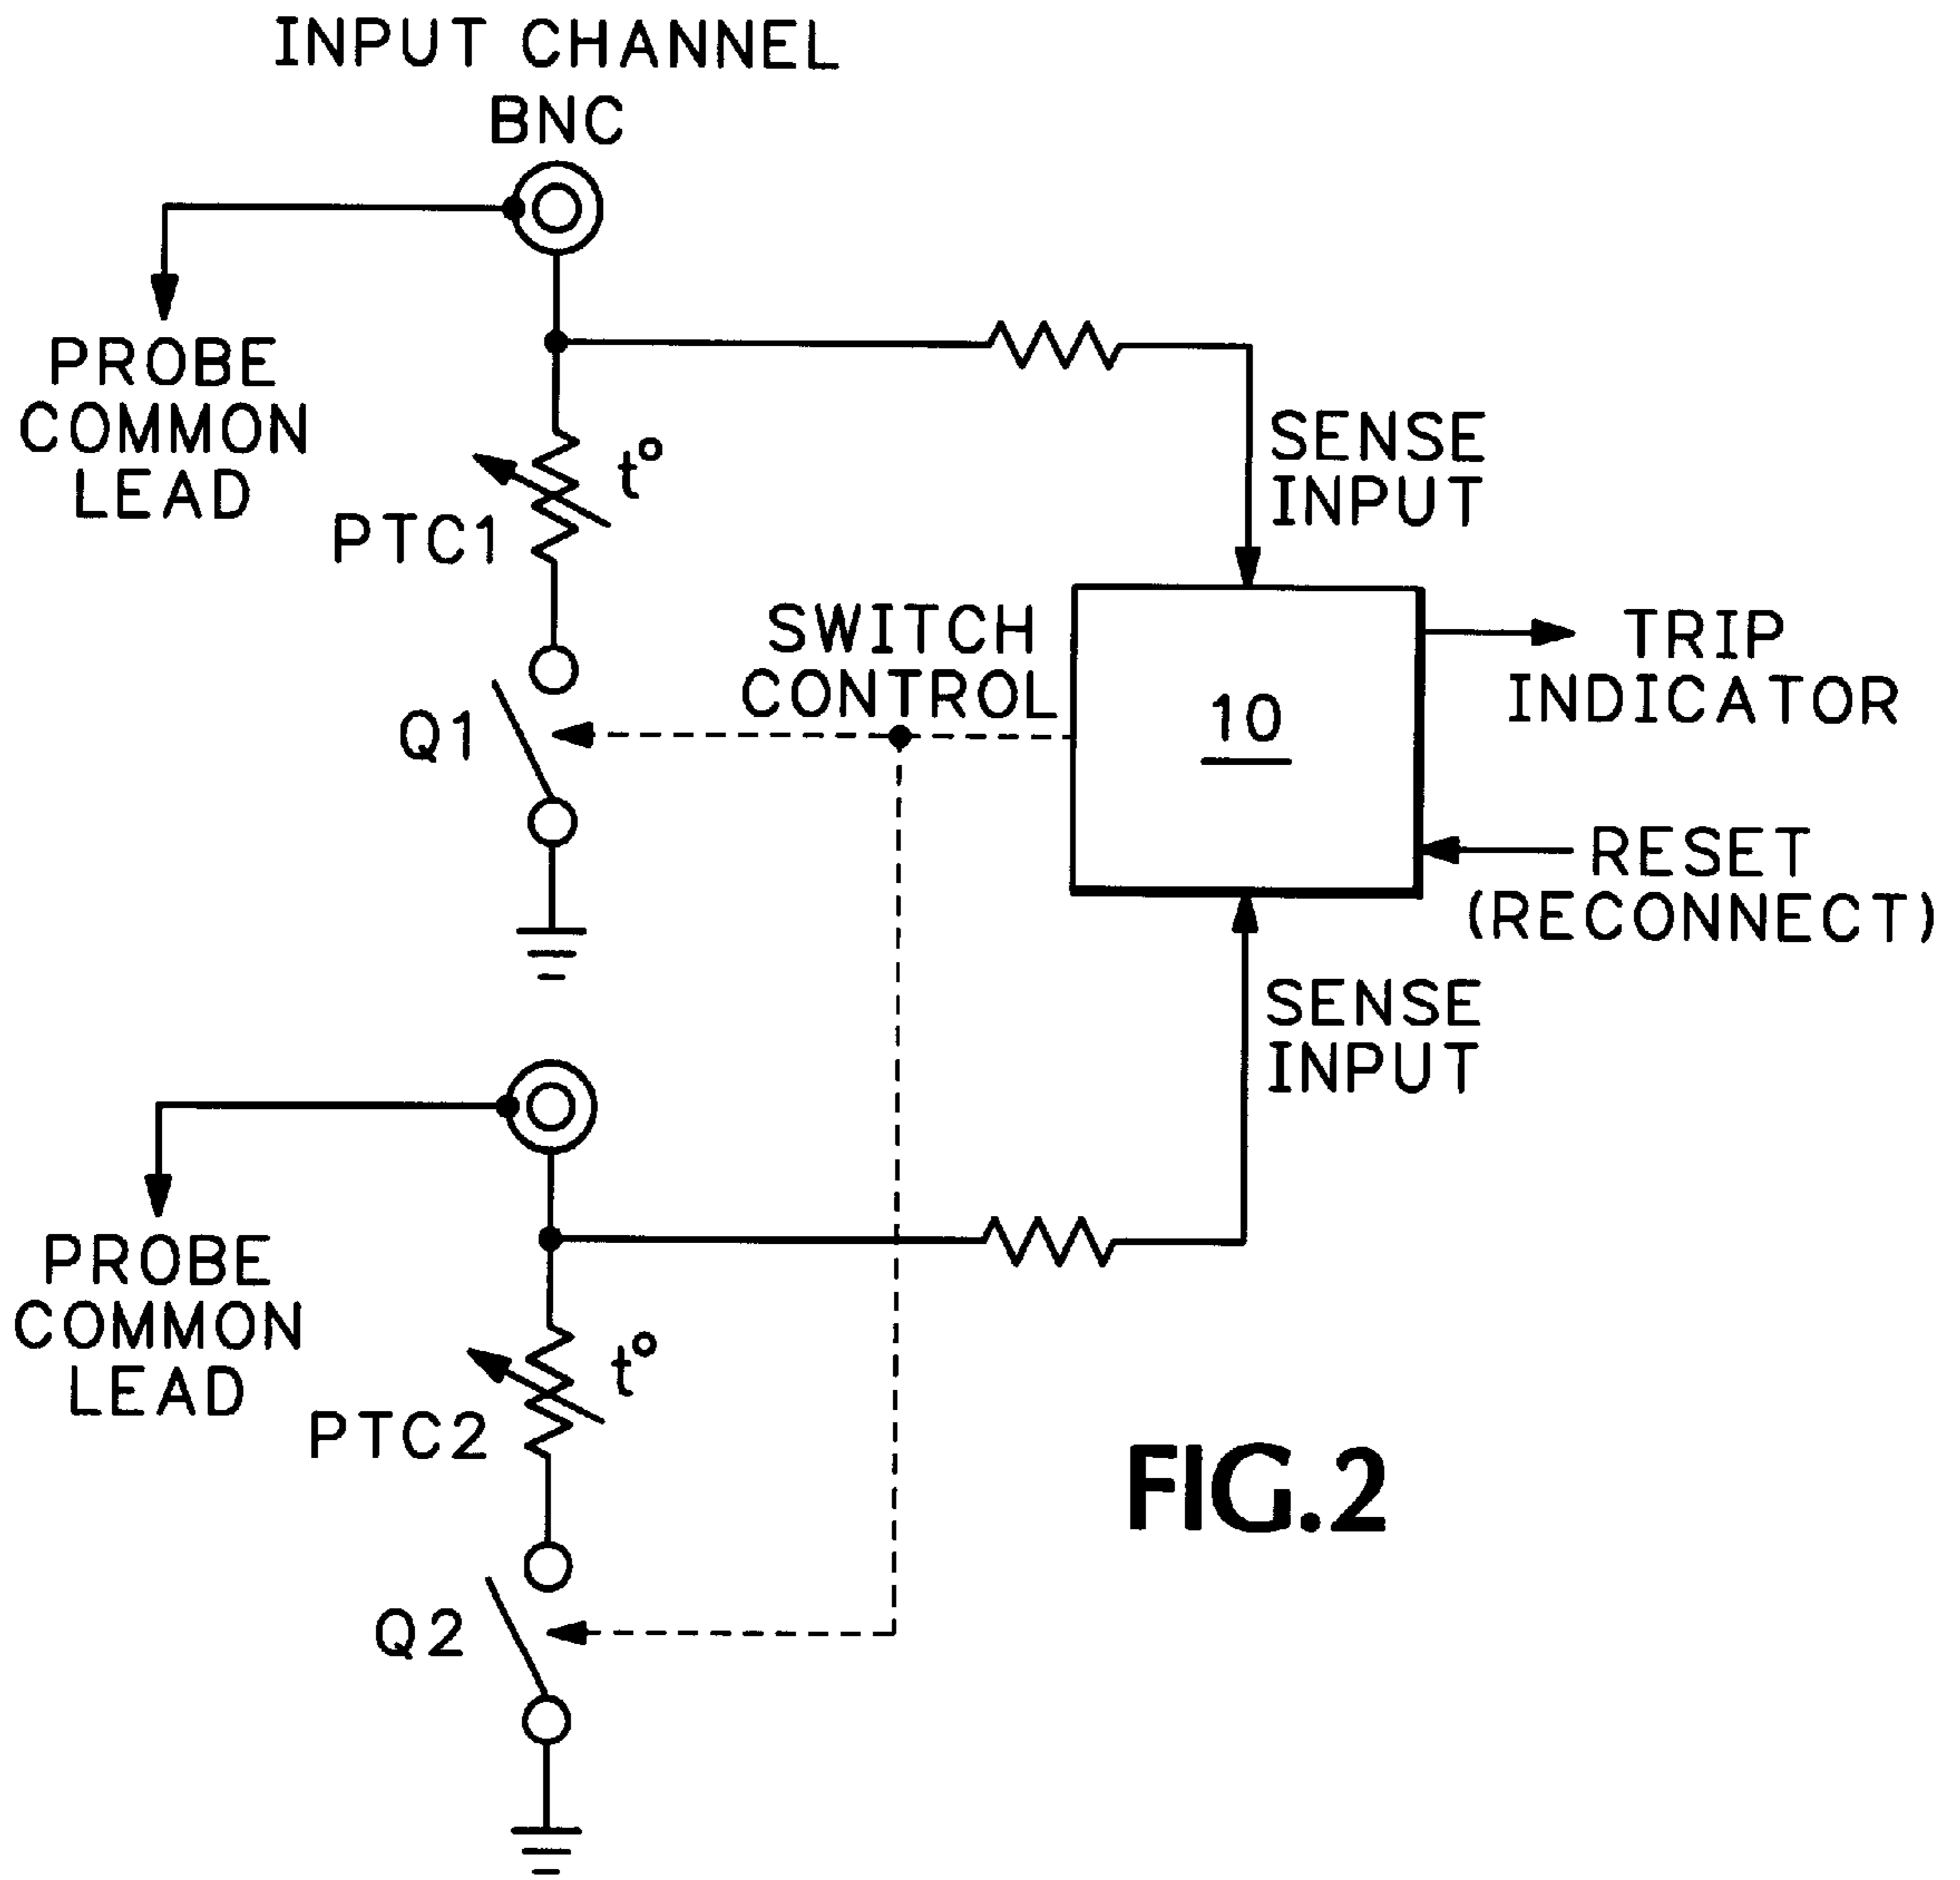 INPUT CHANNEL
BNC
PROBE
COMMON
LEAD
t°
PTC1
SENSE
INPUT
SWITCH
CONTROL
Q1
10
TRIP
INDICATOR
RESET
(RECONNECT)
SENSE
INPUT
PROBE
COMMON
LEAD
t°
PTC2
Q2
FIG.2